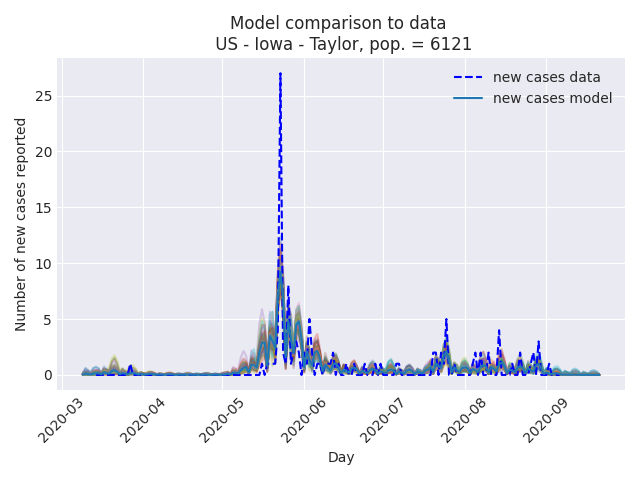 Model comparison to data
US - Iowa - Taylor, pop. = 6121
new cases data
new cases model
Number of new cases reported
25
20
15
10
5
0
2020-03
2020-04
2020-05
2020-06
2020-07
2020-08
2020-09
Day